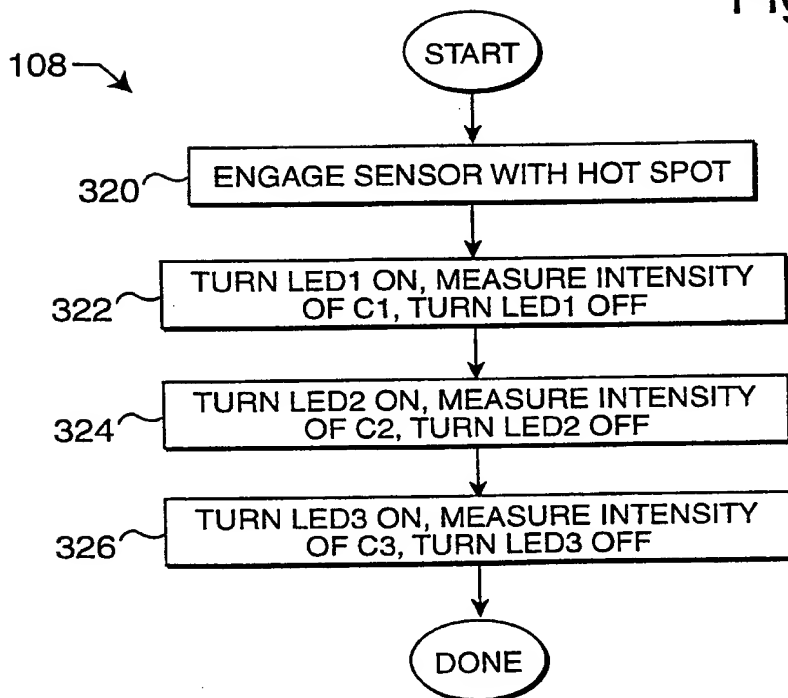 START
108
ENGAGE SENSOR WITH HOT SPOT
320
TURN LED1 ON, MEASURE INTENSITY
OF C1, TURN LED1 OFF
322
TURN LED2 ON, MEASURE INTENSITY
OF C2, TURN LED2 OFF
324
TURN LED3 ON, MEASURE INTENSITY
OF C3, TURN LED3 OFF
326
DONE